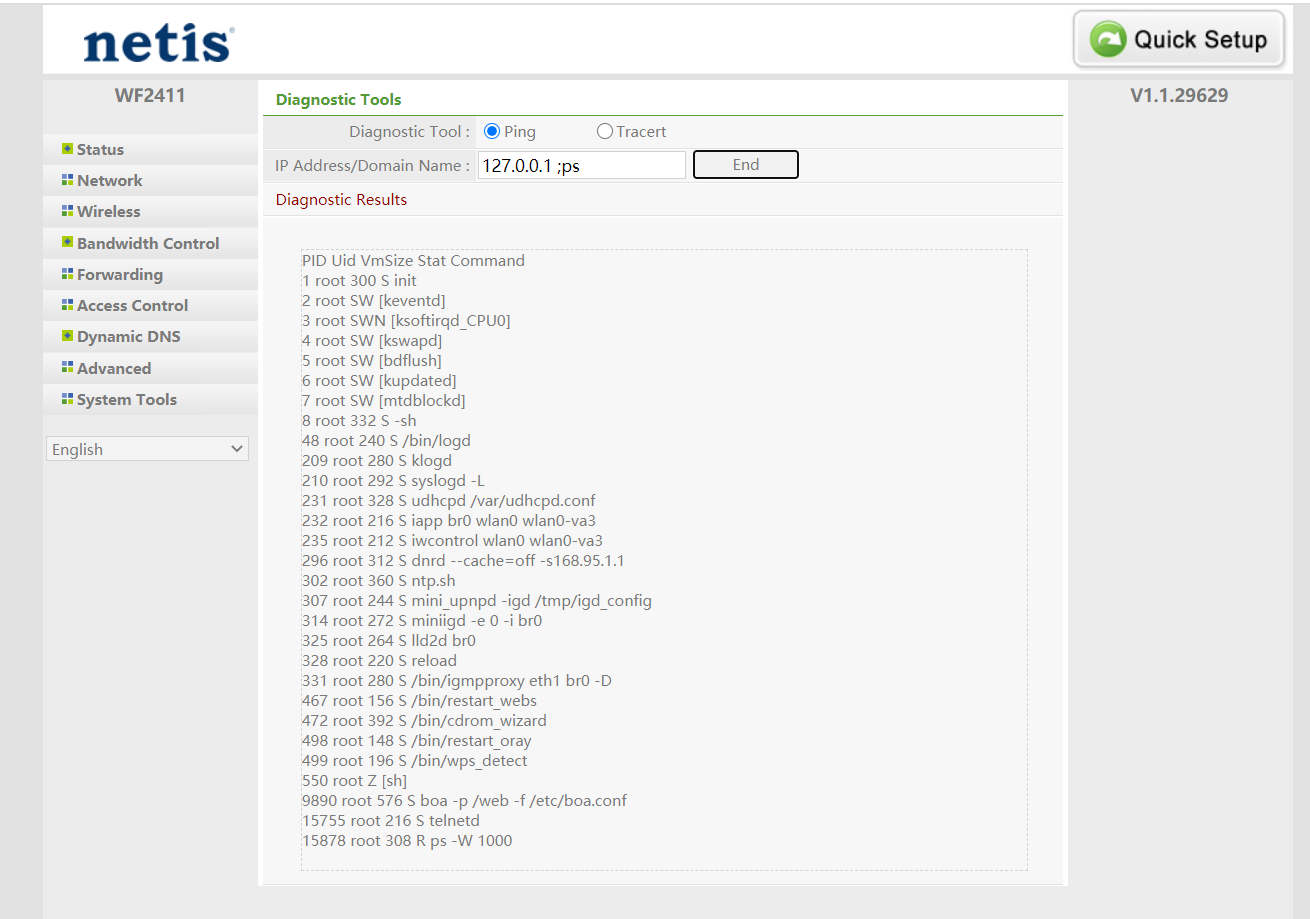 netis
Quick Setup
WF2411
V1.1.29629
Status
Network
Wireless
Bandwidth Control
Forwarding
Access Control
Dynamic DNS
Advanced
System Tools
English
Diagnostic Tools
Diagnostic Tool : Ping Tracert
IP Address/Domain Name : 127.0.0.1 ;ps End
Diagnostic Results
PID Uid VmSize Stat Command
1 root 300 S init
2 root SW [keventd]
3 root SWN [ksoftirqd_CPU0]
4 root SW [kswapd]
5 root SW [bdflush]
6 root SW [kupdated]
7 root SW [mtdblockd]
8 root 332 S -sh
48 root 240 S /bin/logd
209 root 280 S klogd
210 root 292 S syslogd -L
231 root 328 S udhcpd /var/udhcpd.conf
232 root 216 S iapp br0 wlan0 wlan0-va3
235 root 212 S iwcontrol wlan0 wlan0-va3
296 root 312 S dnrd --cache=off -s168.95.1.1
302 root 360 S ntp.sh
307 root 244 S mini_upnpd -igd /tmp/igd_config
314 root 272 S miniigd -e 0 -i br0
325 root 264 S lld2d br0
328 root 220 S reload
331 root 280 S /bin/igmpproxy eth1 br0 -D
467 root 156 S /bin/restart_webs
472 root 392 S /bin/cdrom_wizard
498 root 148 S /bin/restart_oray
499 root 196 S /bin/wps_detect
550 root Z [sh]
9890 root 576 S boa -p /web -f /etc/boa.conf
15755 root 216 S telnetd
15878 root 308 R ps -W 1000